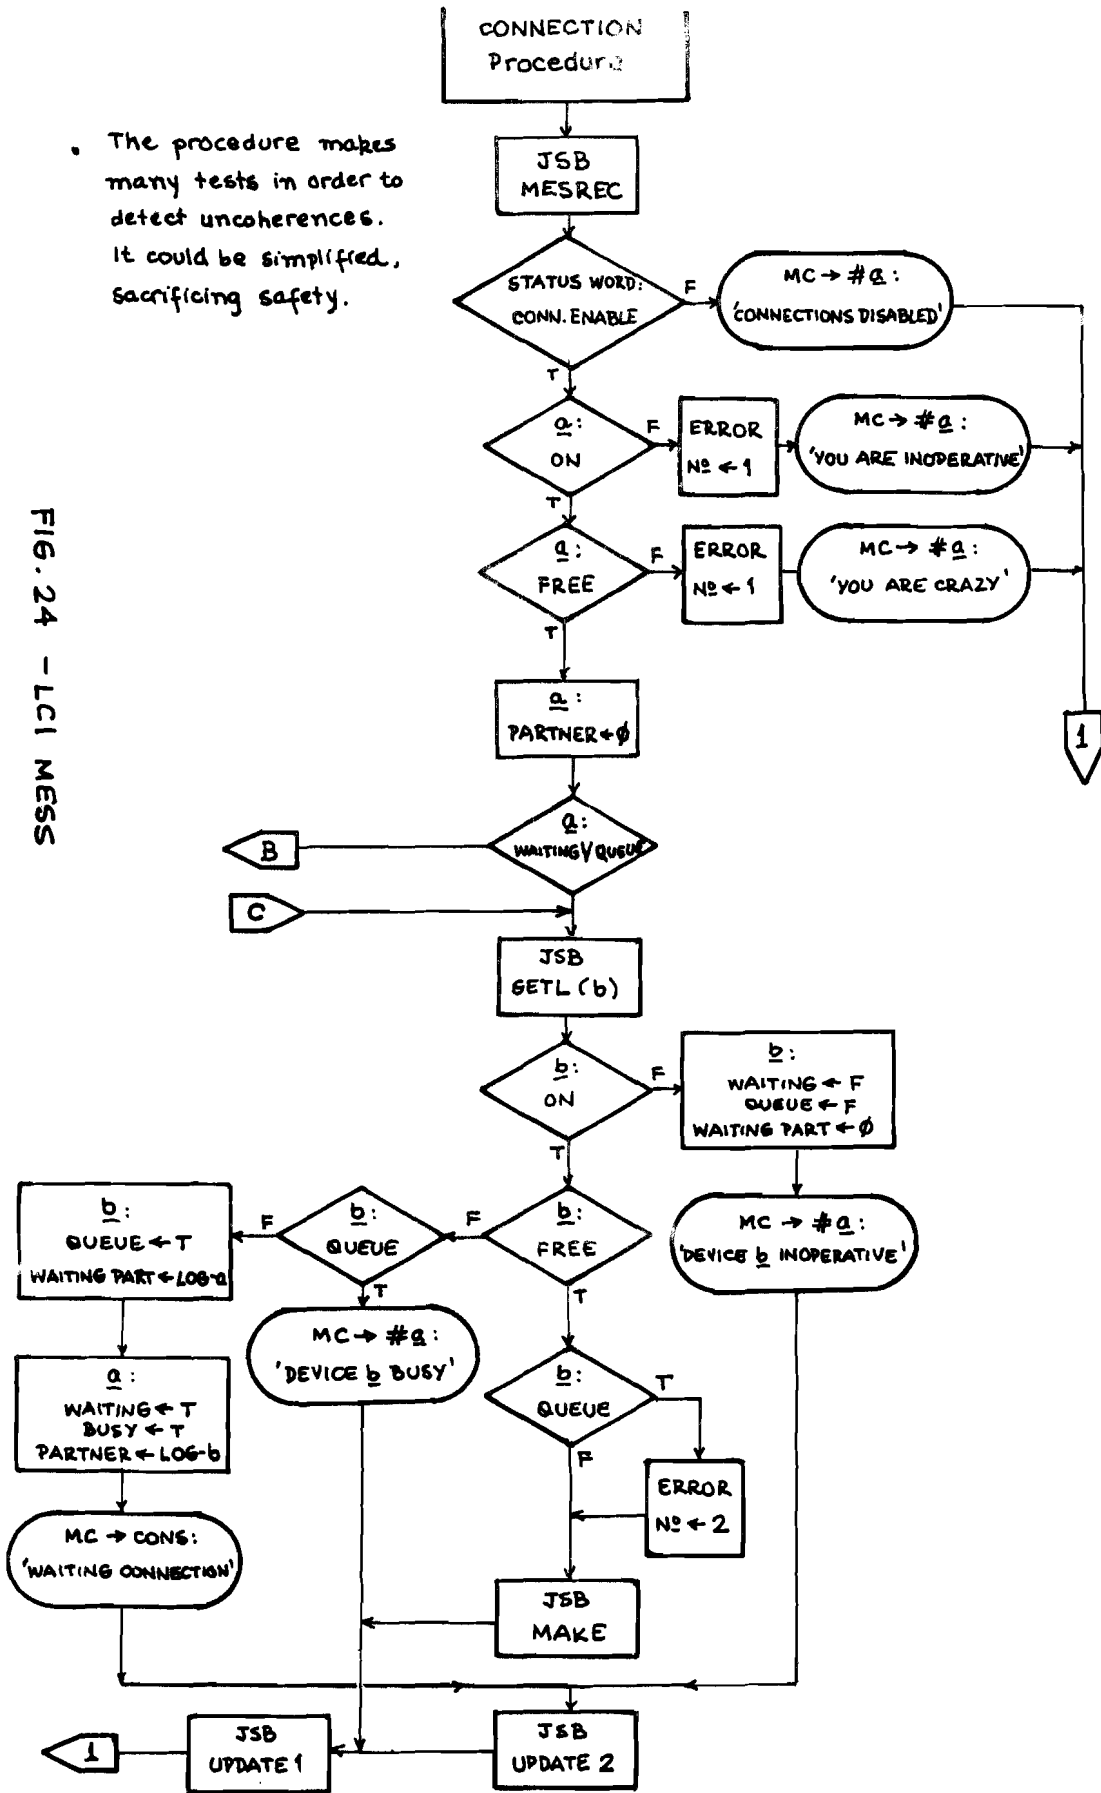 CONNECTION
Procedure
• The procedure makes
many tests in order to
detect uncoherences.
It could be simplified,
sacrificing safety.
JSB
MESREC
STATUS WORD:
CONN. ENABLE
F
MC → #a:
'CONNECTIONS DISABLED'
T
a:
ON
F
ERROR
Nº ← 1
MC → #a:
'YOU ARE INOPERATIVE'
T
a:
FREE
F
ERROR
Nº ← 1
MC → #a:
'YOU ARE CRAZY'
T
a:
PARTNER ← ∅
1
a:
WAITING V QUEUE
B
C
JSB
GETL (b)
b:
ON
F
b:
WAITING ← F
QUEUE ← F
WAITING PART ← ∅
T
b:
QUEUE ← T
WAITING PART ← LOG-a
F
b:
QUEUE
F
b:
FREE
MC → #a:
'DEVICE b INOPERATIVE'
T
T
MC → #a:
'DEVICE b BUSY'
a:
WAITING ← T
BUSY ← T
PARTNER ← LOG-b
b:
QUEUE
T
F
ERROR
Nº ← 2
MC → CONS:
'WAITING CONNECTION'
JSB
MAKE
1
JSB
UPDATE 1
JSB
UPDATE 2
FIG. 24 - LCI MESS